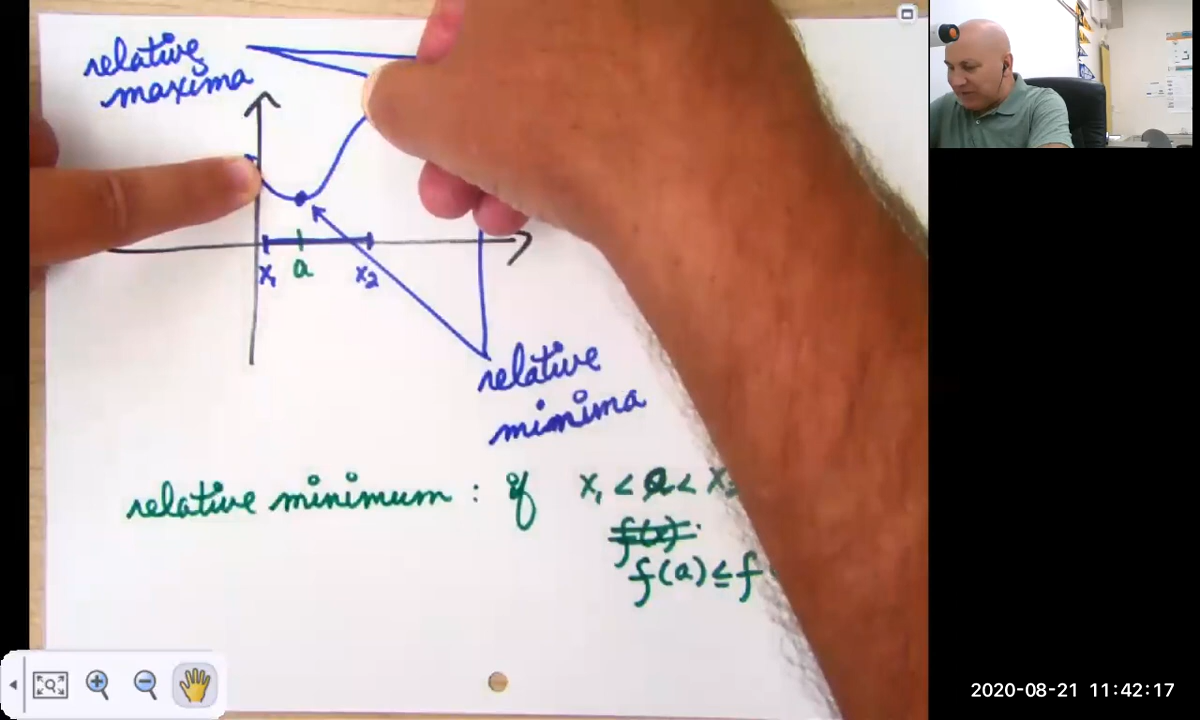 relative
maxima
x₁ a x₂
relative
minima
relative minimum : if x₁ < a < x₂
f(x)
f(a) ≤ f
2020-08-21 11:42:17